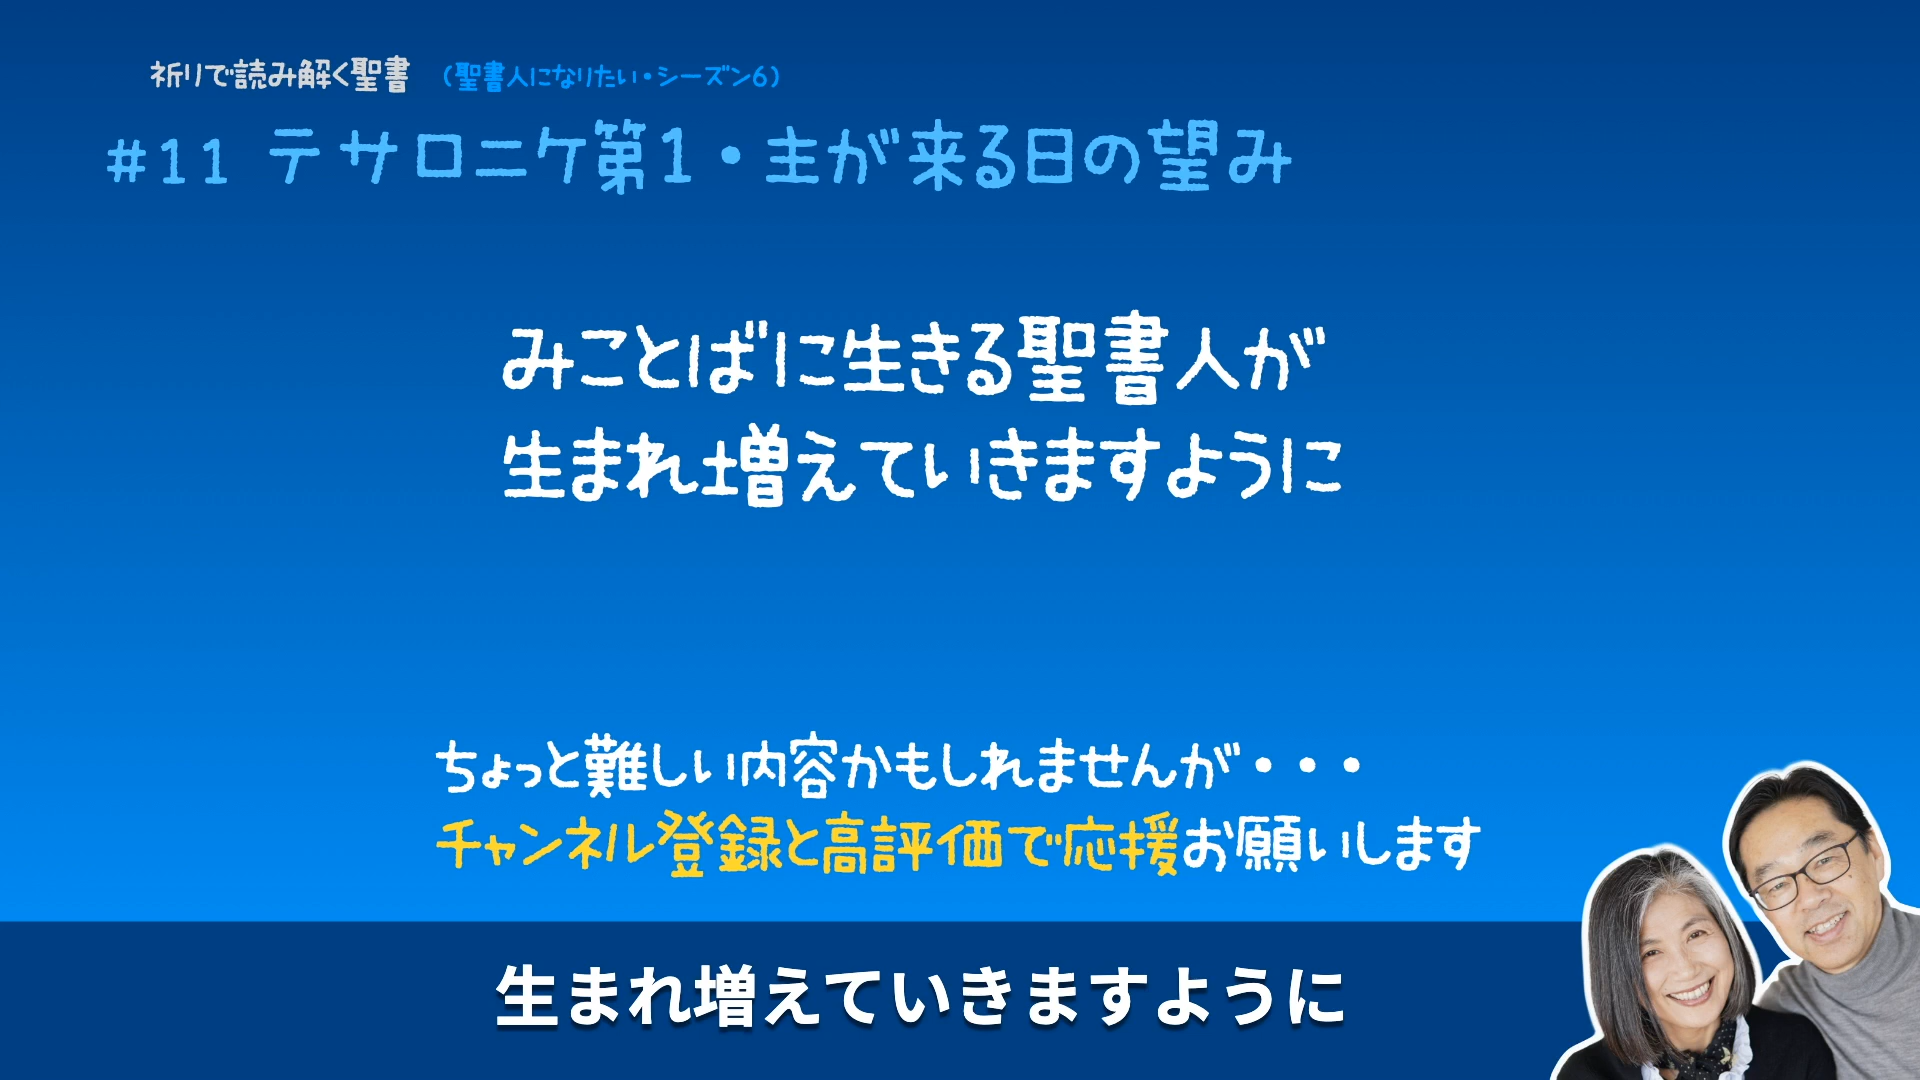 祈りで読み解く聖書 （聖書人になりたい・シーズン6）
#11 テサロニケ第1・主が来る日の望み
みことばに生きる聖書人が
生まれ増えていきますように
ちょっと難しい内容かもしれませんが・・・
チャンネル登録と高評価で応援お願いします
生まれ増えていきますように